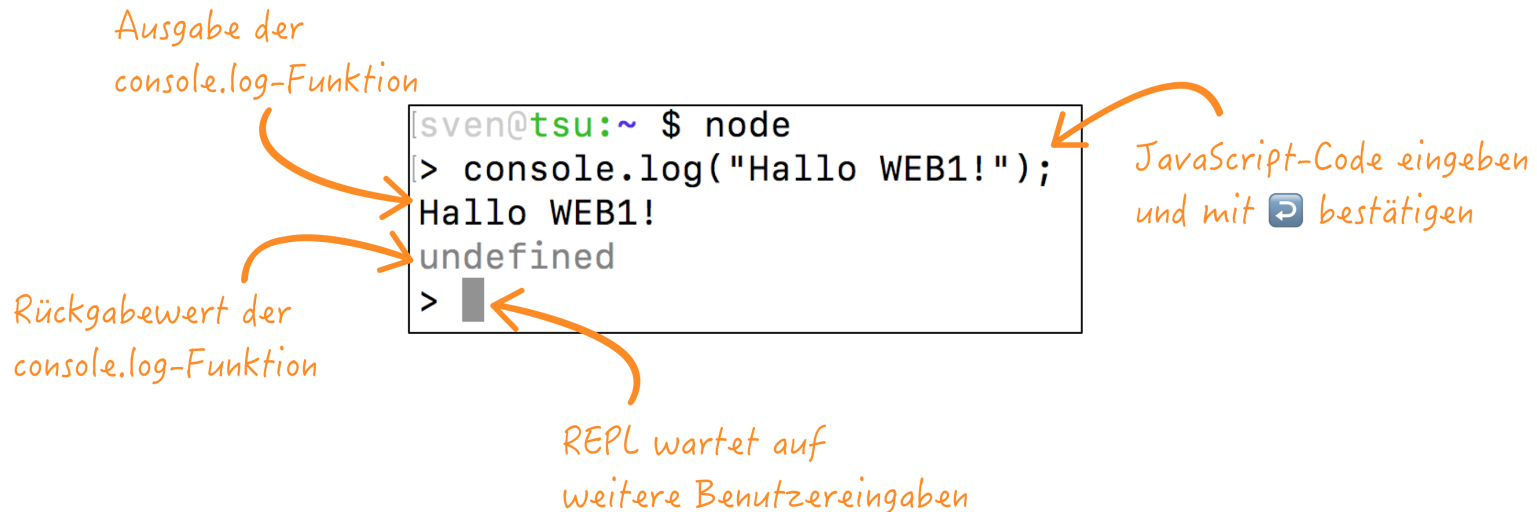 Ausgabe der
console.log-Funktion
sven@tsu:~ $ node
> console.log("Hallo WEB1!");
Hallo WEB1!
undefined
>
JavaScript-Code eingeben
und mit ↩ bestätigen
Rückgabewert der
console.log-Funktion
REPL wartet auf
weitere Benutzereingaben